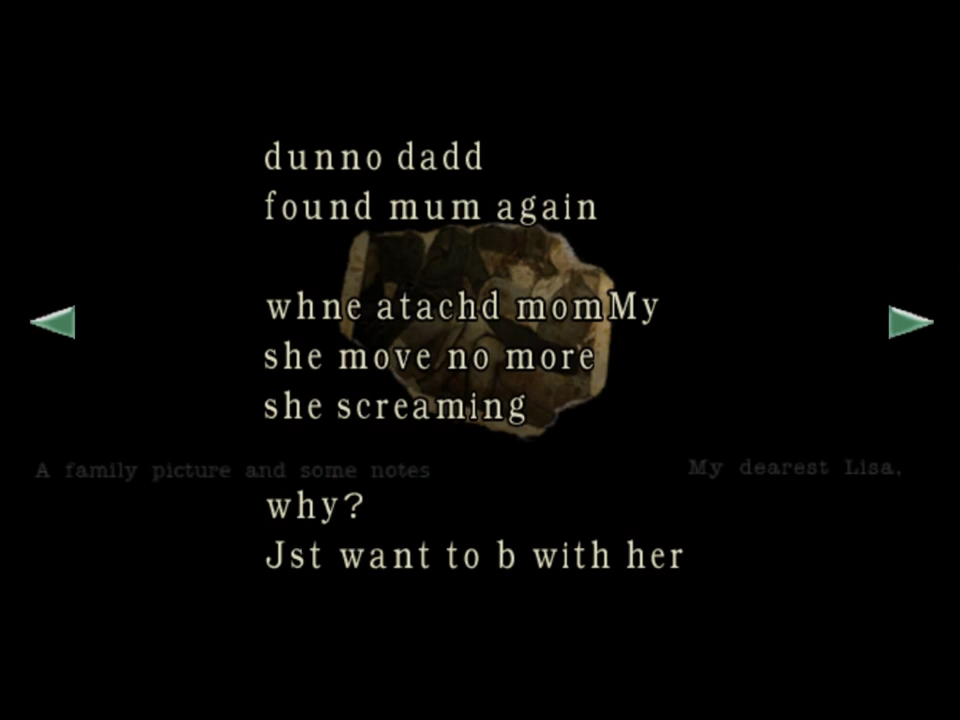 dunno dadd
found mum again
whne atachd momMy
she move no more
she screaming
A family picture and some notes
My dearest Lisa,
why?
Jst want to b with her